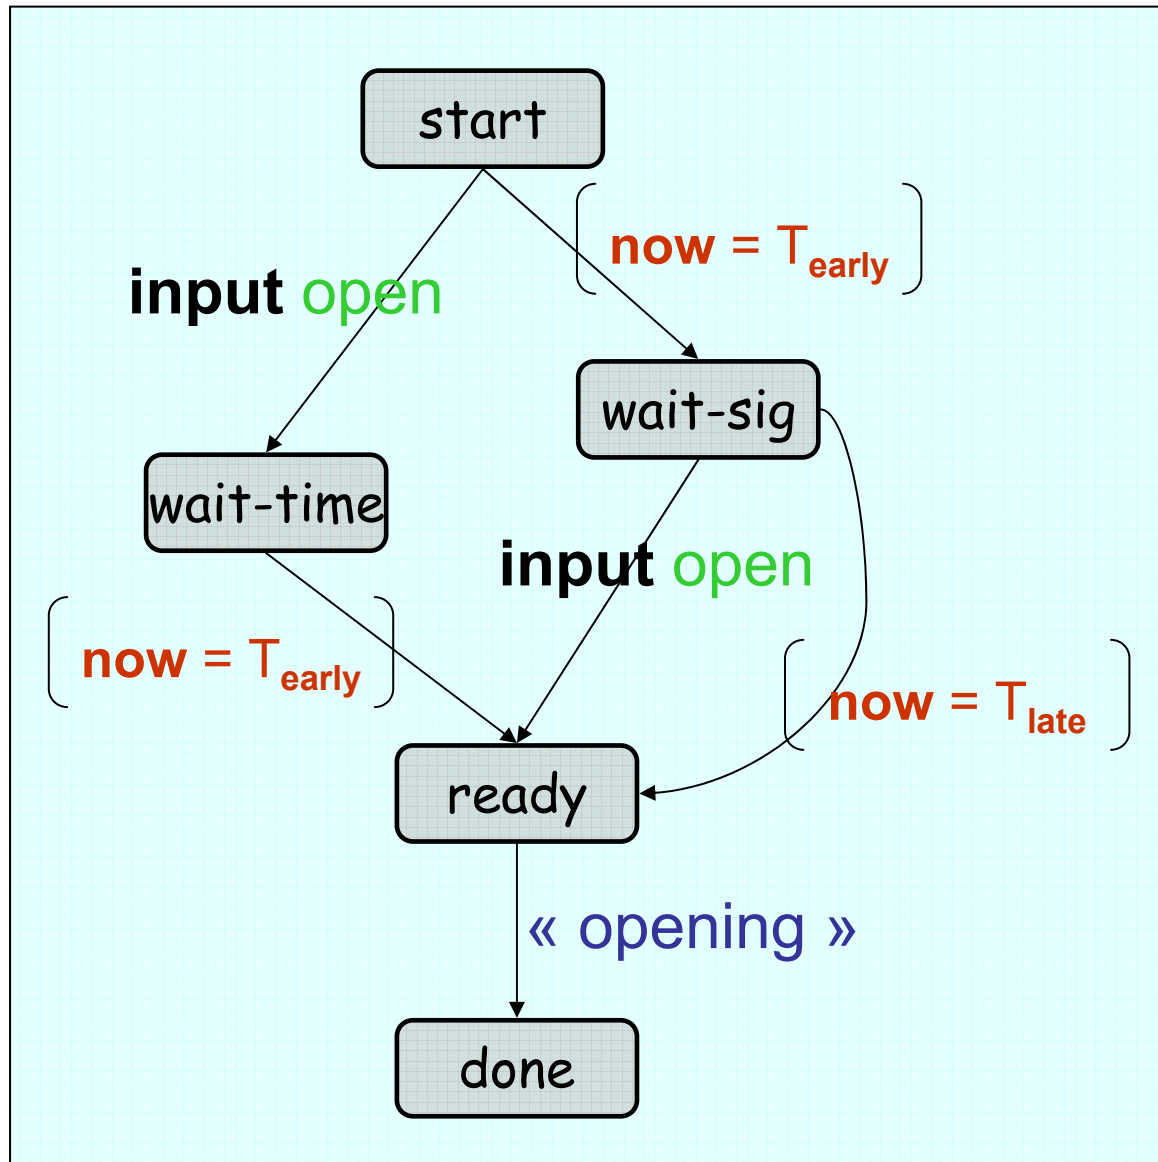 start
now = Tearly
input open
wait-sig
wait-time
input open
now = Tearly
now = Tlate
ready
« opening »
done